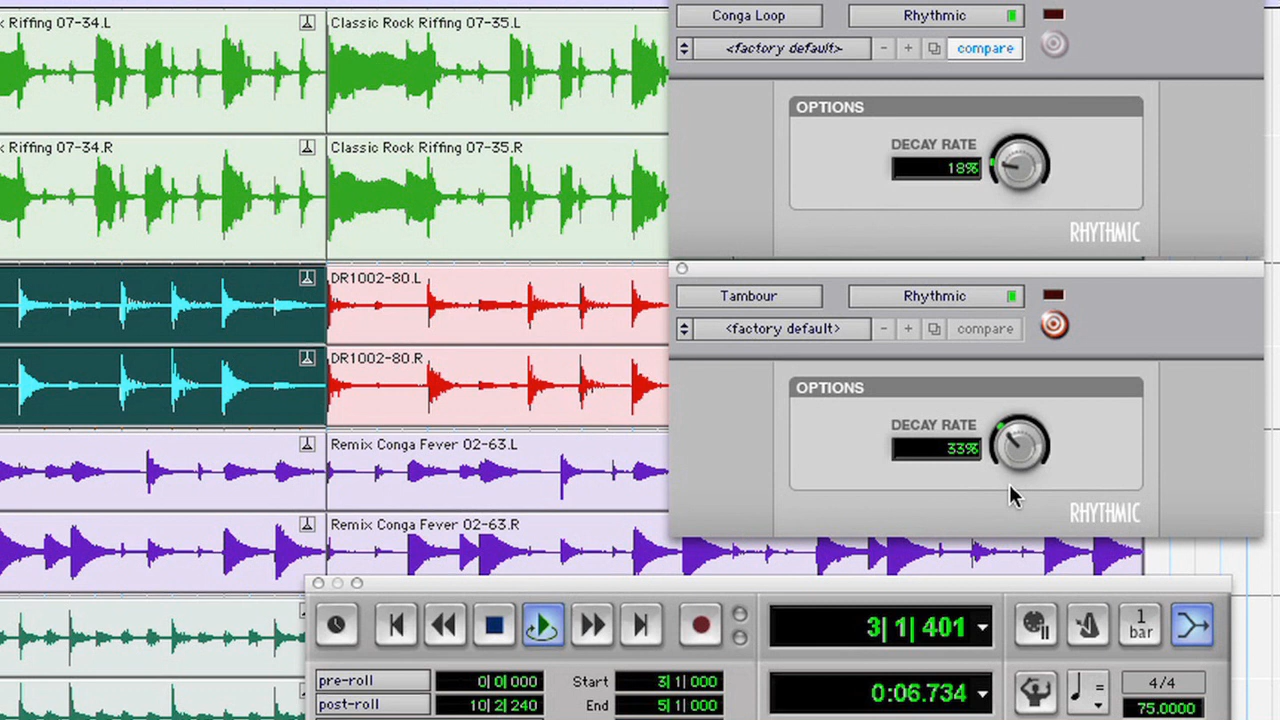 k Riffing 07-34.L
Classic Rock Riffing 07-35.L
k Riffing 07-34.R
Classic Rock Riffing 07-35.R
DR1002-80.L
DR1002-80.R
Remix Conga Fever 02-63.L
Remix Conga Fever 02-63.R
Conga Loop
Rhythmic
<factory default>
- + compare
OPTIONS
DECAY RATE
18%
RHYTHMIC
Tambour
Rhythmic
<factory default>
- + compare
OPTIONS
DECAY RATE
33%
RHYTHMIC
3| 1| 401
1
bar
pre-roll
0| 0| 000
Start
3| 1| 000
0:06.734
=
4/4
post-roll
10| 2| 240
End
5| 1| 000
75.0000